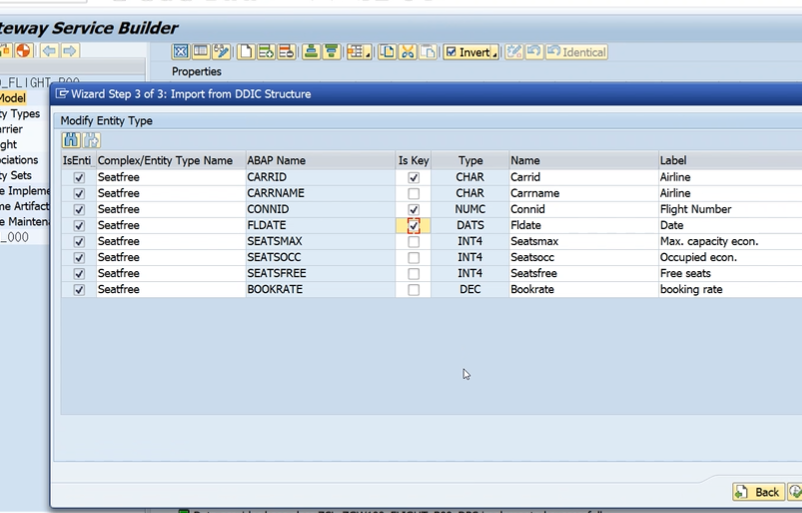 teway Service Builder
Invert
Identical
Properties
_FLIGHT_P00
Model
ty Types
rrier
ght
ociations
ty Sets
e Impleme
me Artifact
e Maintena
_000
Wizard Step 3 of 3: Import from DDIC Structure
Modify Entity Type
IsEnti Complex/Entity Type Name ABAP Name Is Key Type Name Label
Seatfree CARRID CHAR Carrid Airline
Seatfree CARRNAME CHAR Carrname Airline
Seatfree CONNID NUMC Connid Flight Number
Seatfree FLDATE DATS Fldate Date
Seatfree SEATSMAX INT4 Seatsmax Max. capacity econ.
Seatfree SEATSOCC INT4 Seatsocc Occupied econ.
Seatfree SEATSFREE INT4 Seatsfree Free seats
Seatfree BOOKRATE DEC Bookrate booking rate
Back